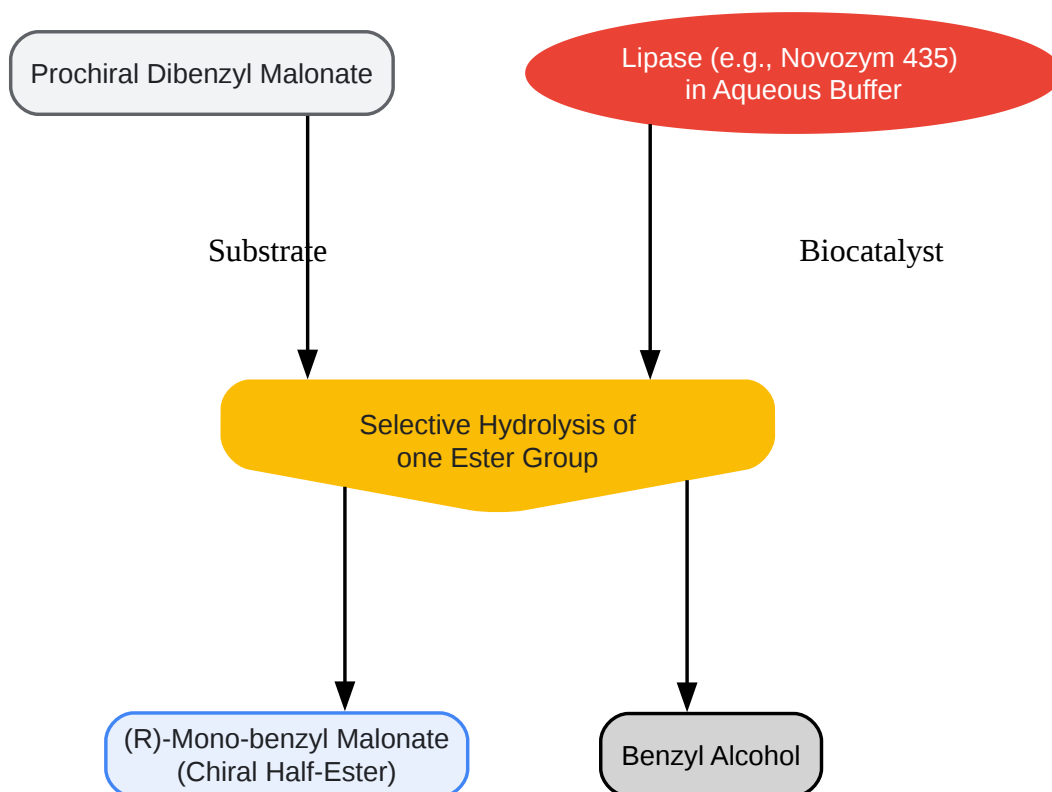 Prochiral Dibenzyl Malonate
Lipase (e.g., Novozym 435)
in Aqueous Buffer
Substrate
Biocatalyst
Selective Hydrolysis of
one Ester Group
(R)-Mono-benzyl Malonate
(Chiral Half-Ester)
Benzyl Alcohol